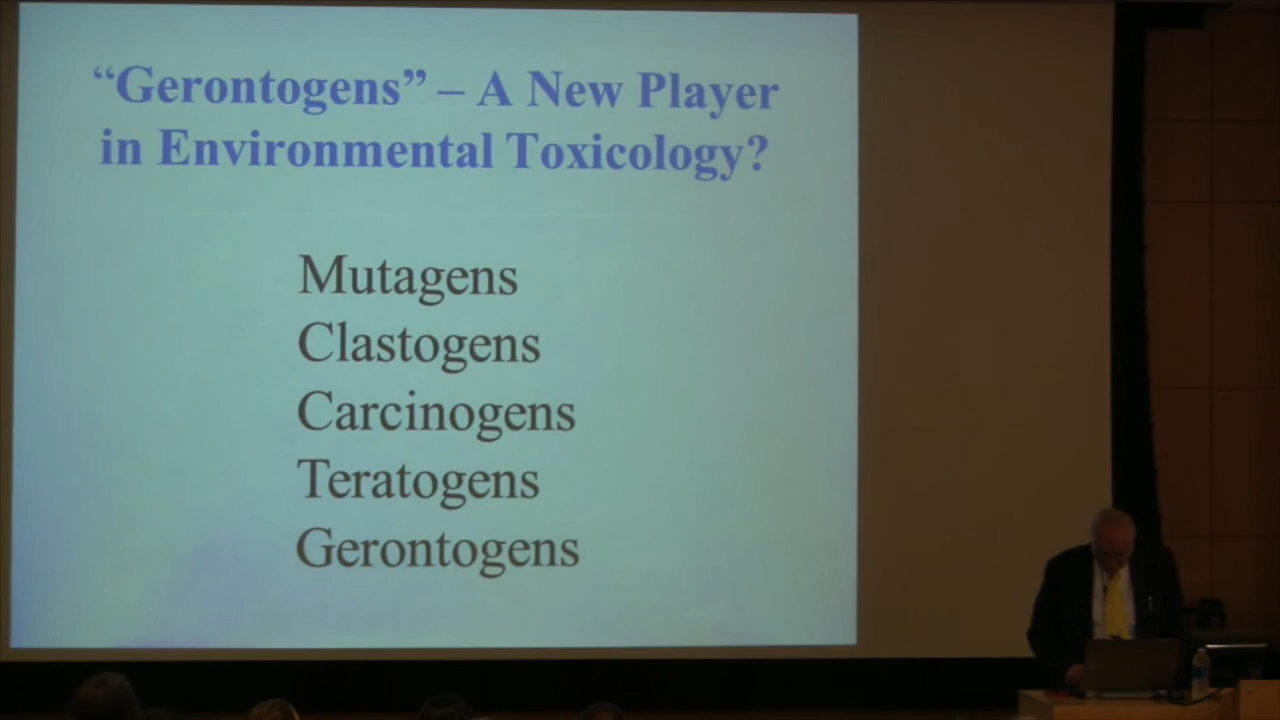 “Gerontogens” – A New Player
in Environmental Toxicology?
Mutagens
Clastogens
Carcinogens
Teratogens
Gerontogens